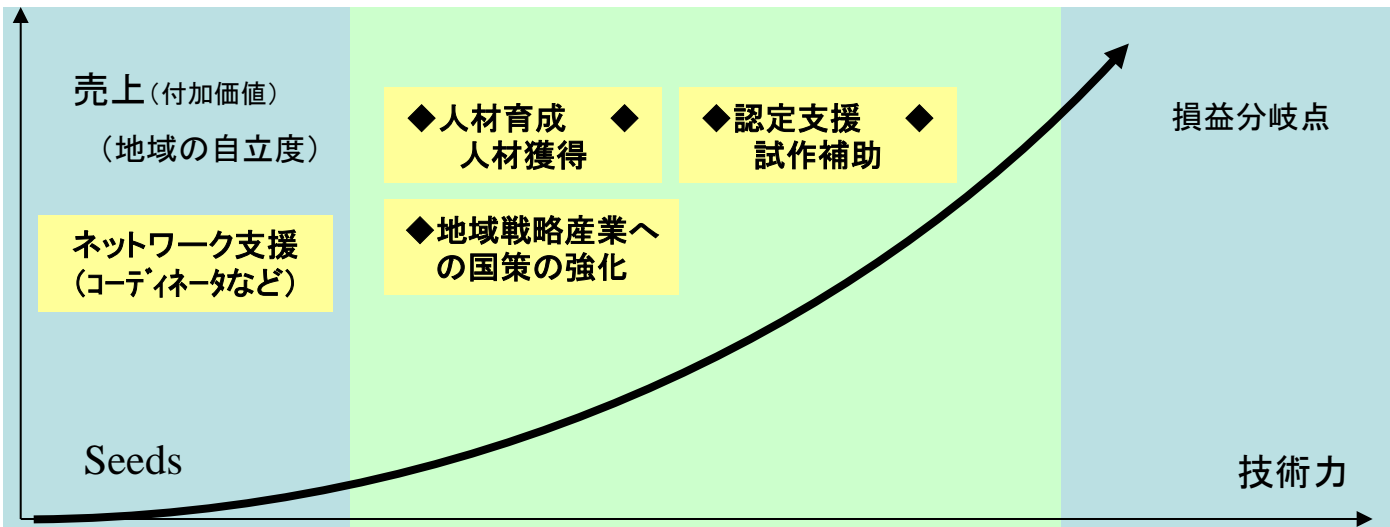 売上(付加価値)
(地域の自立度)
ネットワーク支援
(コーディネータなど)
Seeds
◆人材育成 ◆
人材獲得
◆認定支援 ◆
試作補助
◆地域戦略産業へ
の国策の強化
損益分岐点
技術力